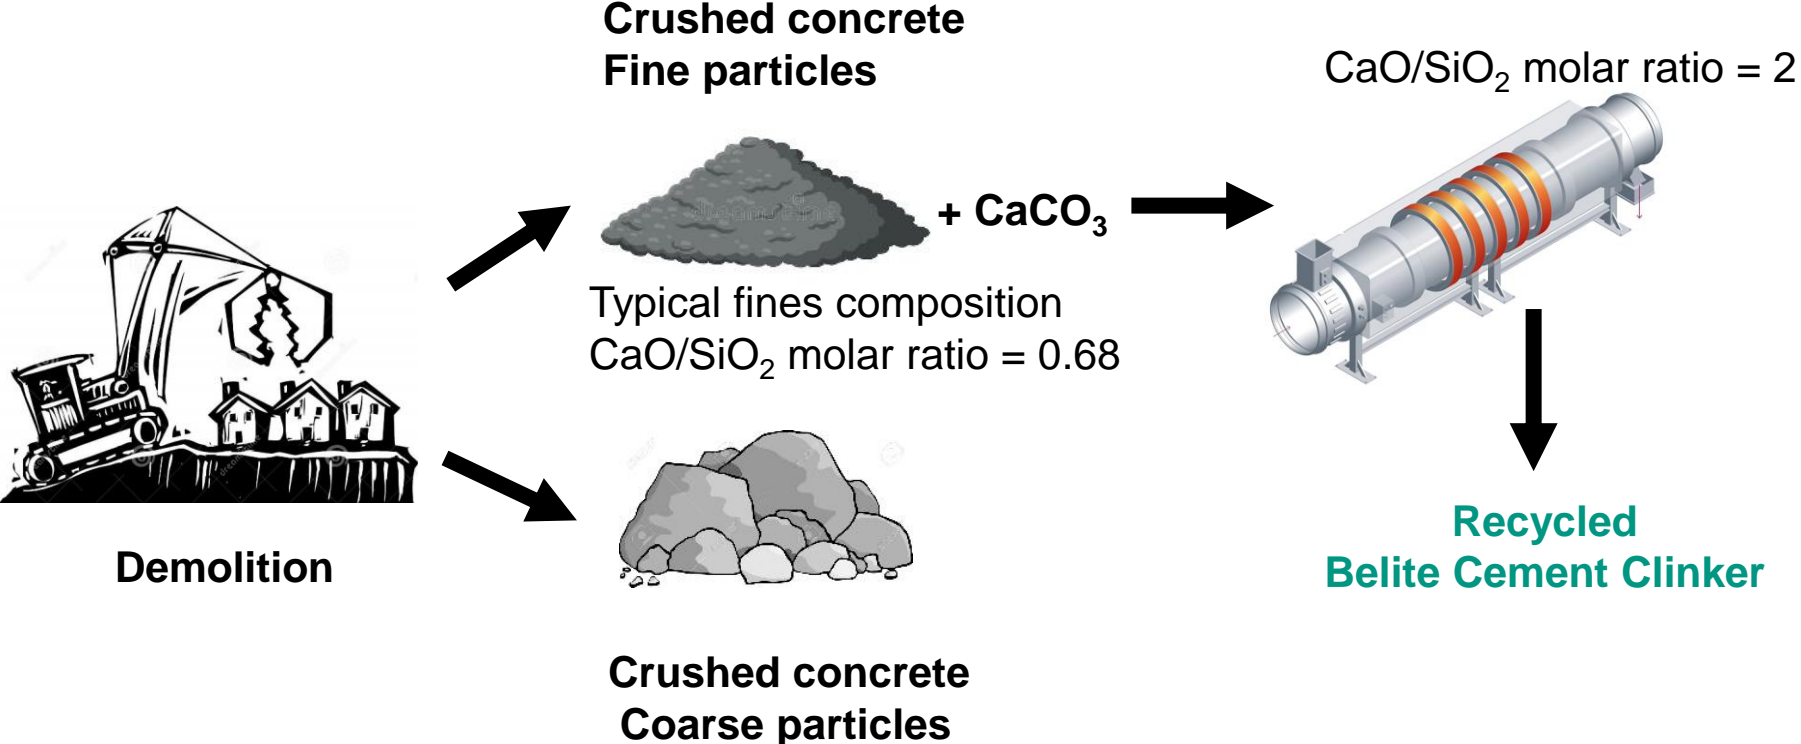 Crushed concrete
Fine particles
CaO/SiO₂ molar ratio = 2
+ CaCO₃
Typical fines composition
CaO/SiO₂ molar ratio = 0.68
Demolition
Recycled
Belite Cement Clinker
Crushed concrete
Coarse particles